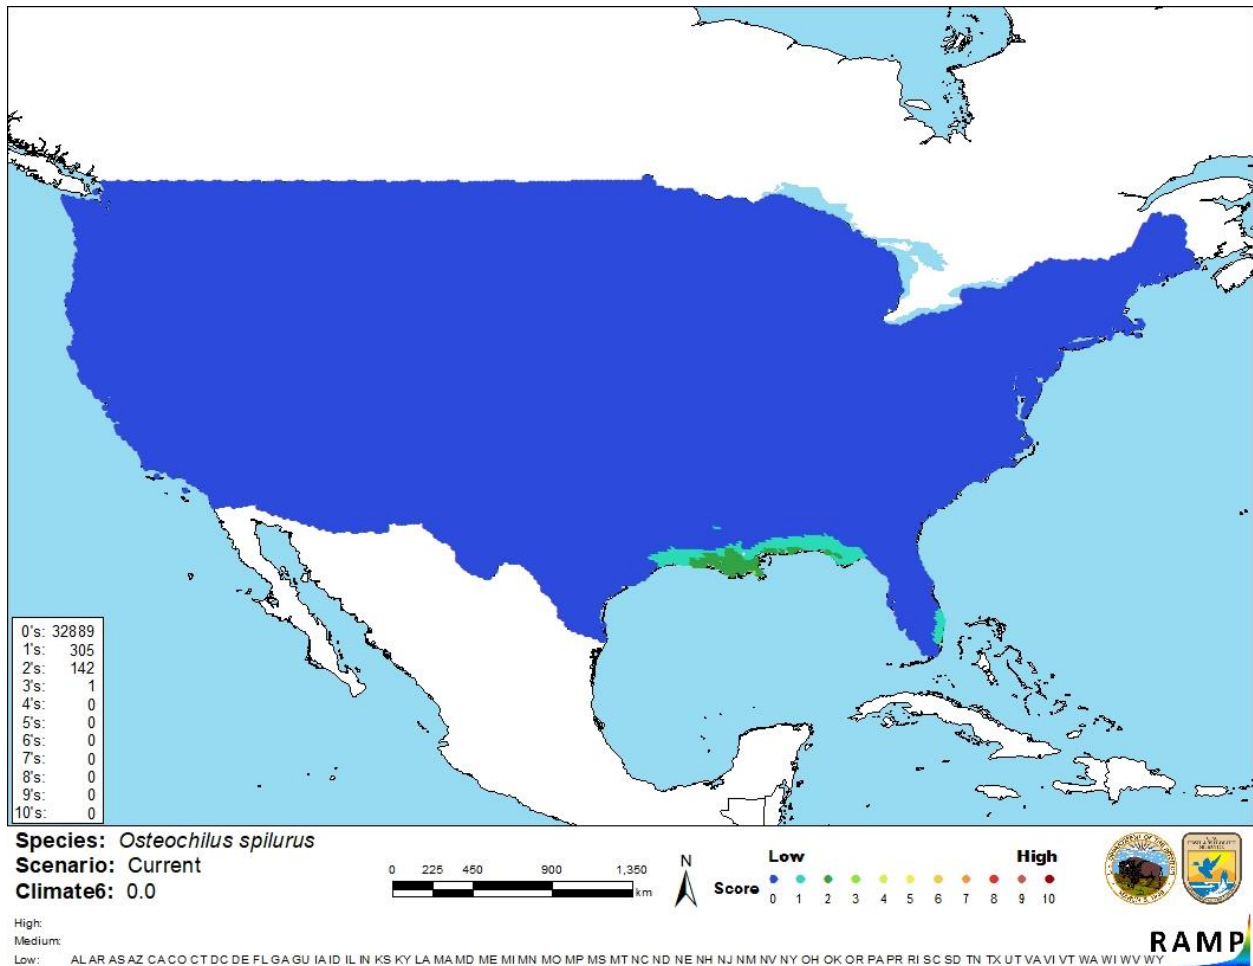 0's: 32889
1's: 305
2's: 142
3's: 1
4's: 0
5's: 0
6's: 0
7's: 0
8's: 0
9's: 0
10's: 0
Species: Osteochilus spilurus
Scenario: Current
Climate6: 0.0
0 225 450 900 1,350
km
N
Low High
Score 0 1 2 3 4 5 6 7 8 9 10
RAMP
High:
Medium:
Low: AL AR AS AZ CA CO CT DC DE FL GA GU IA ID IL IN KS KY LA MA MD ME MI MN MO MP MS MT NC ND NE NH NJ NM NV NY OH OK OR PA PR RI SC SD TN TX UT VA VI VT WA WI WV WY